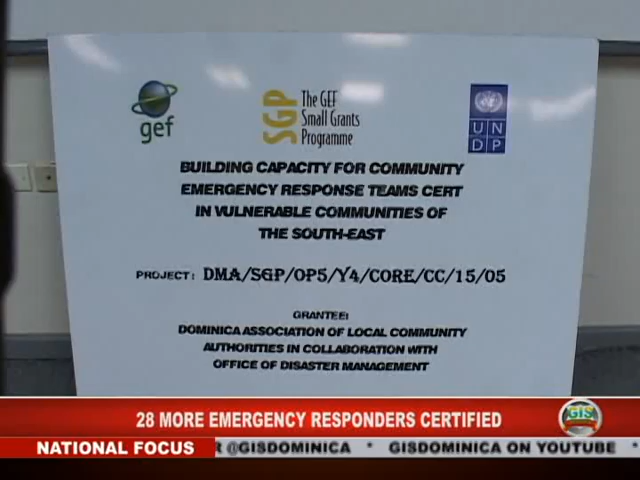 gef
SGP The GEF
Small Grants
Programme
UN
DP
BUILDING CAPACITY FOR COMMUNITY
EMERGENCY RESPONSE TEAMS CERT
IN VULNERABLE COMMUNITIES OF
THE SOUTH-EAST
PROJECT: DMA/SGP/OP5/Y4/CORE/CC/15/05
GRANTEE:
DOMINICA ASSOCIATION OF LOCAL COMMUNITY
AUTHORITIES IN COLLABORATION WITH
OFFICE OF DISASTER MANAGEMENT
28 MORE EMERGENCY RESPONDERS CERTIFIED
GIS
NATIONAL FOCUS @GISDOMINICA * GISDOMINICA ON YOUTUBE *